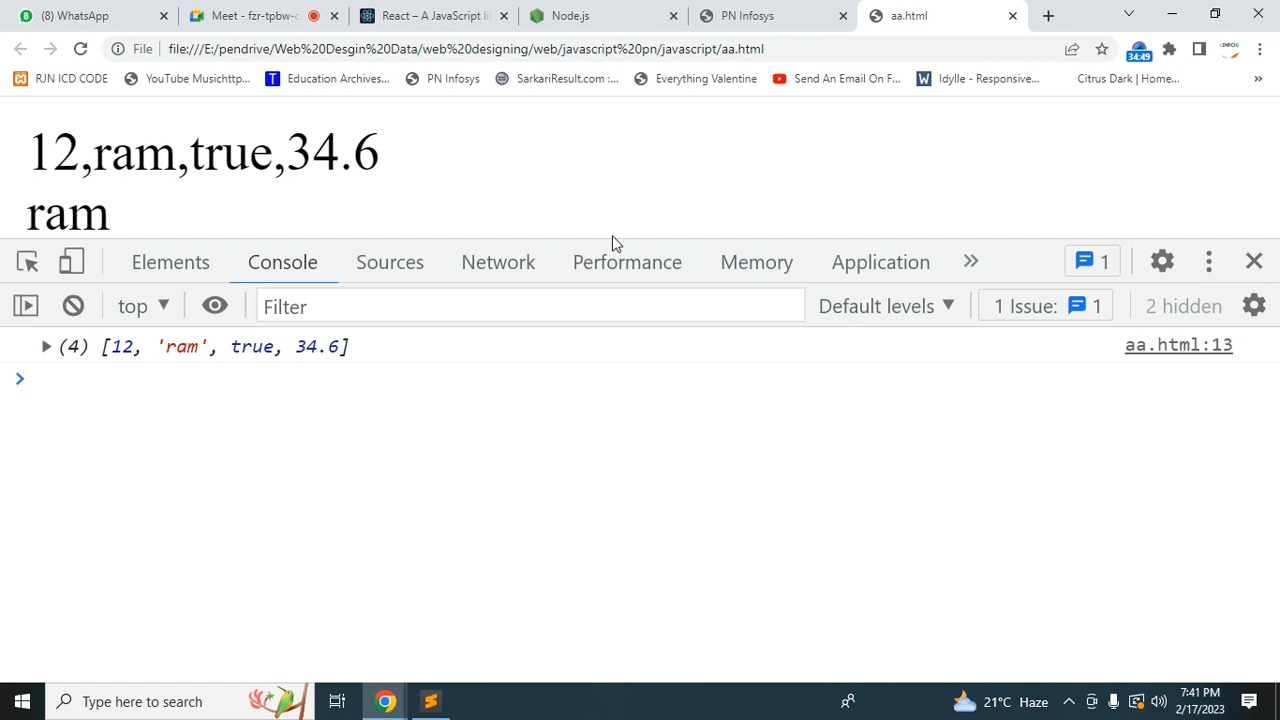 8 WhatsApp
Meet - fzr-tpbw-c
React – A JavaScript li
Node.js
PN Infosys
aa.html
File
file:///E:/pendrive/Web%20Desgin%20Data/web%20designing/web/javascript%20pn/javascript/aa.html
34:49
INFOS
RJN ICD CODE
YouTube Musichttp...
T Education Archives...
PN Infosys
SarkariResult.com :...
Everything Valentine
Send An Email On F...
W Idylle - Responsive...
Citrus Dark | Home...
»
12,ram,true,34.6
ram
Elements
Console
Sources
Network
Performance
Memory
Application
»
1
top
Filter
Default levels
1 Issue: 1
2 hidden
(4) [12, 'ram', true, 34.6]
aa.html:13
Type here to search
21°C Haze
7:41 PM
2/17/2023